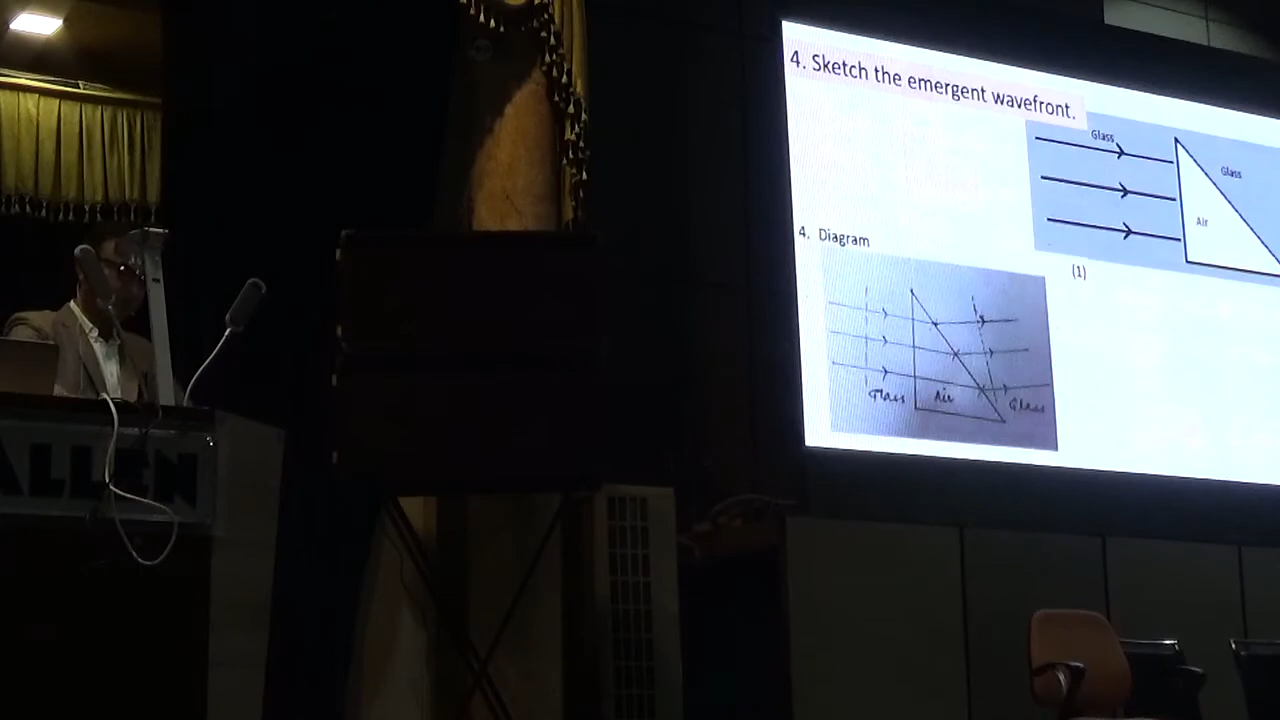 4. Sketch the emergent wavefront.
Glass
Glass
Air
(1)
4. Diagram
Glass Air Glass
ALLEN